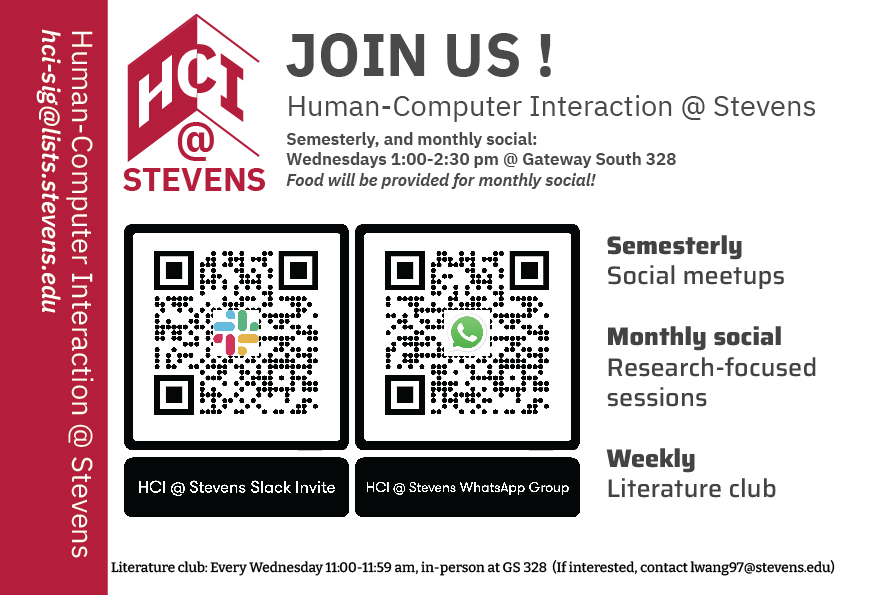 Human-Computer Interaction @ Stevens
hci-sig@lists.stevens.edu
HCI
@
STEVENS
JOIN US !
Human-Computer Interaction @ Stevens
Semesterly, and monthly social:
Wednesdays 1:00-2:30 pm @ Gateway South 328
Food will be provided for monthly social!
HCI @ Stevens Slack Invite
HCI @ Stevens WhatsApp Group
Semesterly
Social meetups
Monthly social
Research-focused
sessions
Weekly
Literature club
Literature club: Every Wednesday 11:00-11:59 am, in-person at GS 328 (If interested, contact lwang97@stevens.edu)